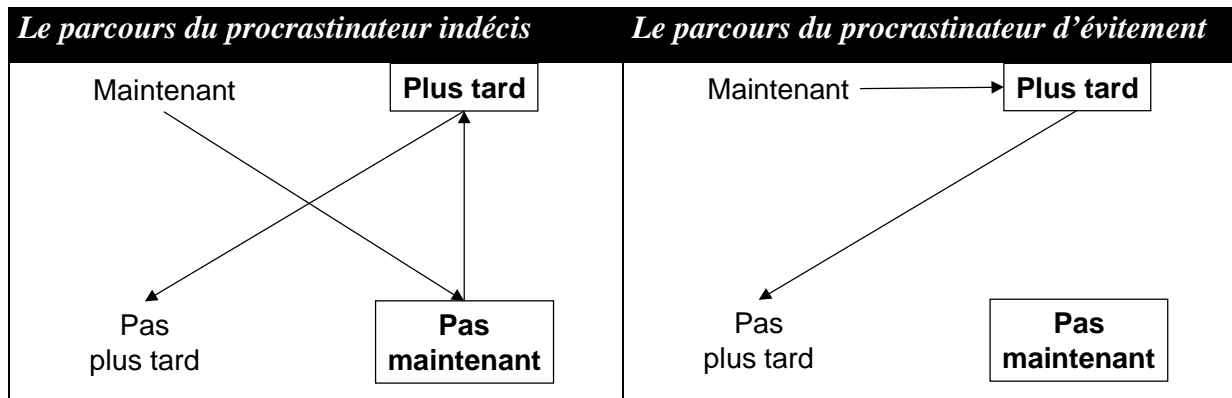 Le parcours du procrastinateur indécis
Maintenant
Plus tard
Pas
plus tard
Pas
maintenant
Le parcours du procrastinateur d’évitement
Maintenant
Plus tard
Pas
plus tard
Pas
maintenant